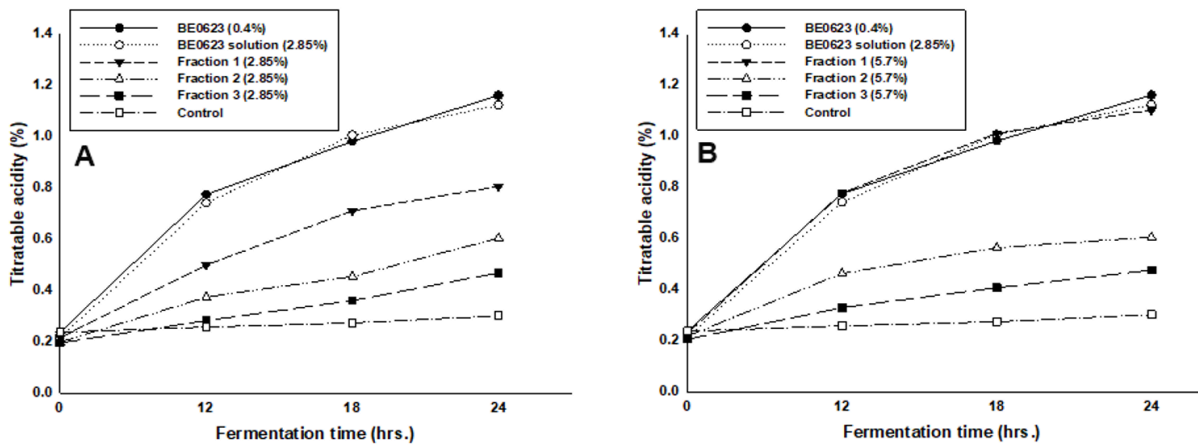 BE0623 (0.4%)
BE0623 solution (2.85%)
Fraction 1 (2.85%)
Fraction 2 (2.85%)
Fraction 3 (2.85%)
Control
A
Titratable acidity (%)
1.4
1.2
1.0
0.8
0.6
0.4
0.2
0.0
0
12
18
24
Fermentation time (hrs.)
BE0623 (0.4%)
BE0623 solution (2.85%)
Fraction 1 (5.7%)
Fraction 2 (5.7%)
Fraction 3 (5.7%)
Control
B
Titratable acidity (%)
1.4
1.2
1.0
0.8
0.6
0.4
0.2
0.0
0
12
18
24
Fermentation time (hrs.)